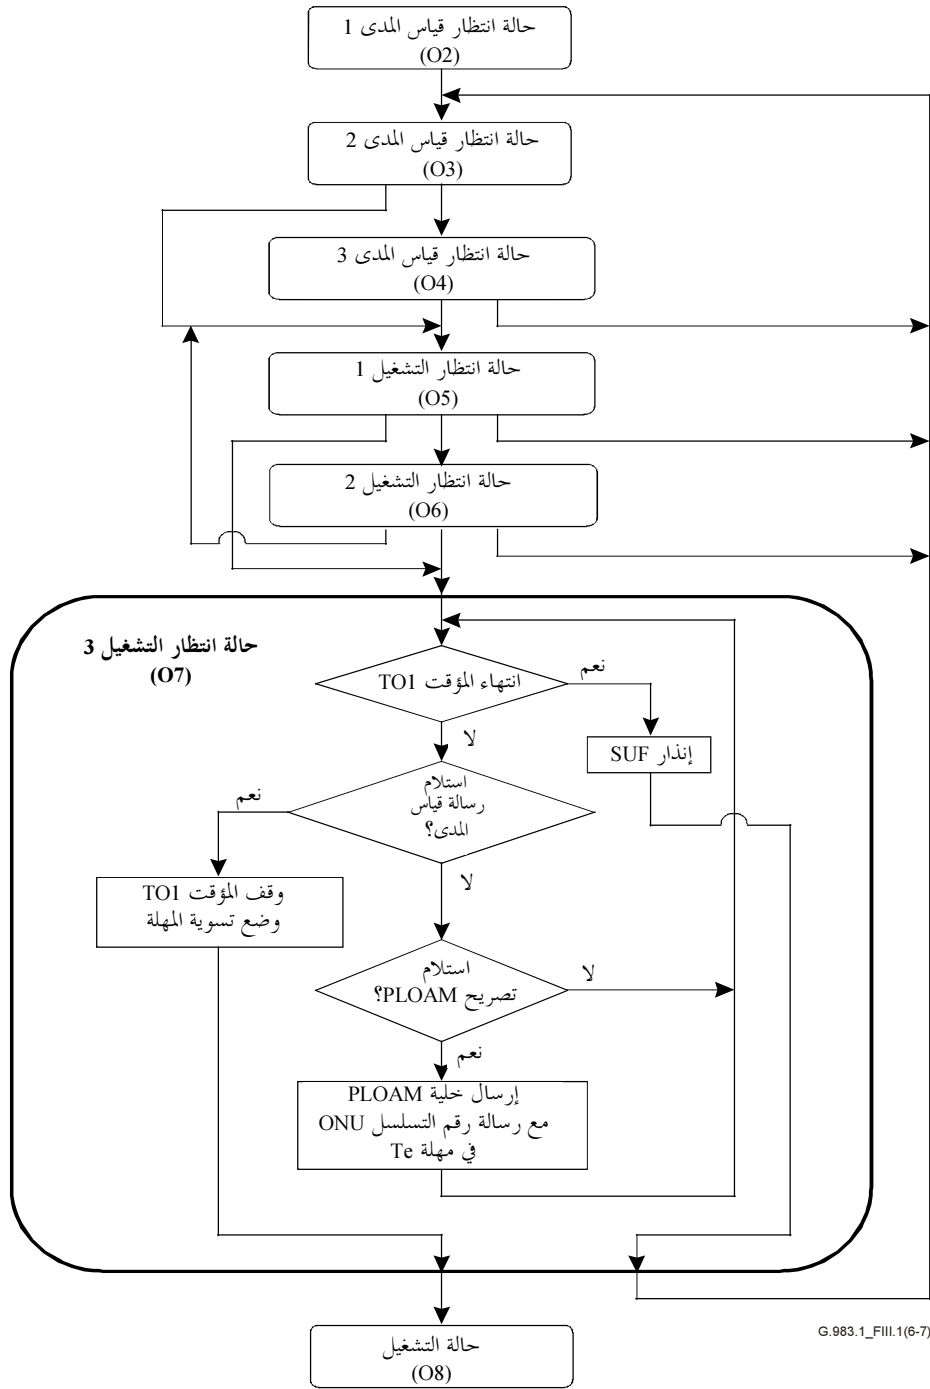 حالة انتظار قياس المدى 1
(O2)
حالة انتظار قياس المدى 2
(O3)
حالة انتظار قياس المدى 3
(O4)
حالة انتظار التشغيل 1
(O5)
حالة انتظار التشغيل 2
(O6)
حالة انتظار التشغيل 3
(O7)
انتهاء المؤقت TO1
نعم
لا
إنذار SUF
استلام
رسالة قياس
المدى؟
نعم
لا
وقف المؤقت TO1
وضع تسوية المهلة
استلام
تصريح PLOAM؟
لا
نعم
إرسال خلية PLOAM
مع رسالة رقم التسلسل ONU
في مهلة Te
حالة التشغيل
(O8)
G.983.1_FIII.1(6-7)